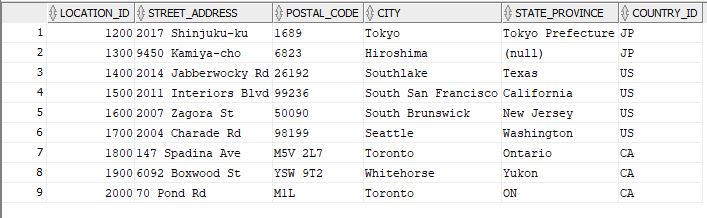 LOCATION_ID STREET_ADDRESS POSTAL_CODE CITY STATE_PROVINCE COUNTRY_ID
1 1200 2017 Shinjuku-ku 1689 Tokyo Tokyo Prefecture JP
2 1300 9450 Kamiya-cho 6823 Hiroshima (null) JP
3 1400 2014 Jabberwocky Rd 26192 Southlake Texas US
4 1500 2011 Interiors Blvd 99236 South San Francisco California US
5 1600 2007 Zagora St 50090 South Brunswick New Jersey US
6 1700 2004 Charade Rd 98199 Seattle Washington US
7 1800 147 Spadina Ave M5V 2L7 Toronto Ontario CA
8 1900 6092 Boxwood St YSW 9T2 Whitehorse Yukon CA
9 2000 70 Pond Rd M1L Toronto ON CA